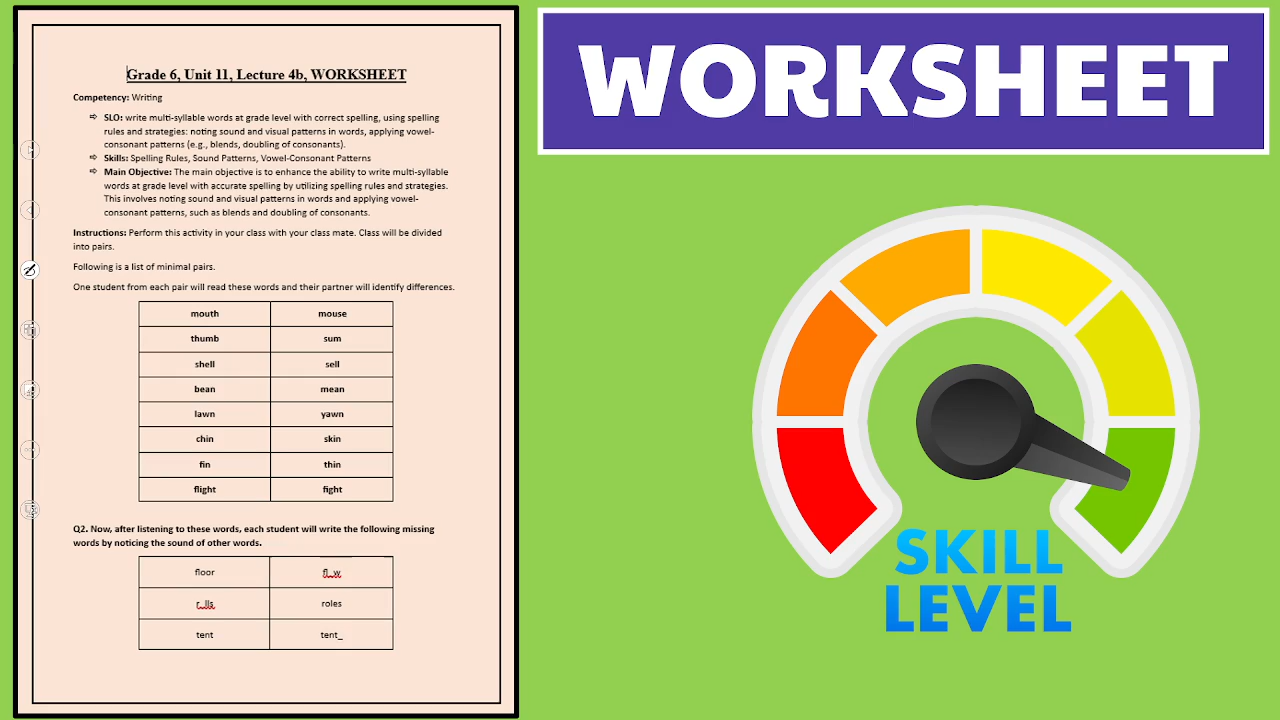 Grade 6, Unit 11, Lecture 4b, WORKSHEET
Competency: Writing
⇨ SLO: write multi-syllable words at grade level with correct spelling, using spelling
rules and strategies: noting sound and visual patterns in words, applying vowel-
consonant patterns (e.g., blends, doubling of consonants).
⇨ Skills: Spelling Rules, Sound Patterns, Vowel-Consonant Patterns
⇨ Main Objective: The main objective is to enhance the ability to write multi-syllable
words at grade level with accurate spelling by utilizing spelling rules and strategies.
This involves noting sound and visual patterns in words and applying vowel-
consonant patterns, such as blends and doubling of consonants.
Instructions: Perform this activity in your class with your class mate. Class will be divided
into pairs.
Following is a list of minimal pairs.
One student from each pair will read these words and their partner will identify differences.
mouth mouse
thumb sum
shell sell
bean mean
lawn yawn
chin skin
fin thin
flight fight
Q2. Now, after listening to these words, each student will write the following missing
words by noticing the sound of other words.
floor fl_w
r_lls roles
tent tent_
WORKSHEET
SKILL
LEVEL